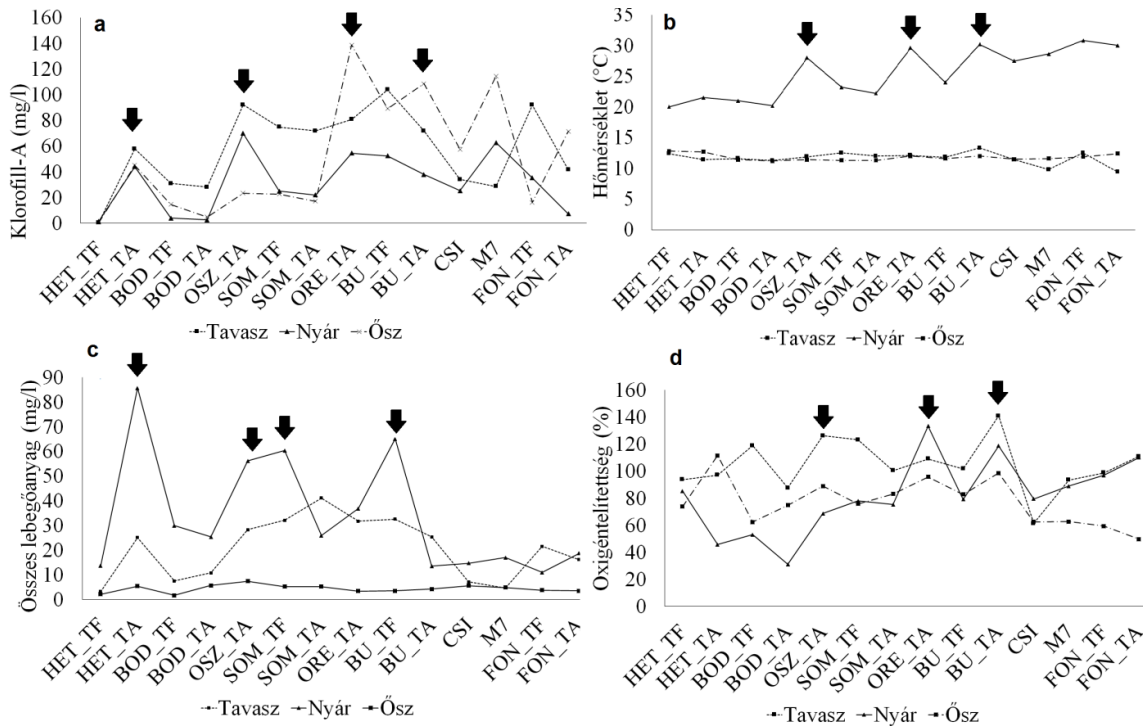 a
Klorofill-A (mg/l)
160
140
120
100
80
60
40
20
0
HET_TF
HET_TA
BOD_TF
BOD_TA
OSZ_TA
SOM_TF
SOM_TA
ORE_TA
BU_TF
BU_TA
CSI
M7
FON_TF
FON_TA
Tavasz Nyár Ősz
b
Hőmérséklet (°C)
35
30
25
20
15
10
5
0
HET_TF
HET_TA
BOD_TF
BOD_TA
OSZ_TA
SOM_TF
SOM_TA
ORE_TA
BU_TF
BU_TA
CSI
M7
FON_TF
FON_TA
Tavasz Nyár Ősz
c
Összes lebegőanyag (mg/l)
90
80
70
60
50
40
30
20
10
0
HET_TF
HET_TA
BOD_TF
BOD_TA
OSZ_TA
SOM_TF
SOM_TA
ORE_TA
BU_TF
BU_TA
CSI
M7
FON_TF
FON_TA
Tavasz Nyár Ősz
d
Oxigentelítettség (%)
160
140
120
100
80
60
40
20
0
HET_TF
HET_TA
BOD_TF
BOD_TA
OSZ_TA
SOM_TF
SOM_TA
ORE_TA
BU_TF
BU_TA
CSI
M7
FON_TF
FON_TA
Tavasz Nyár Ősz